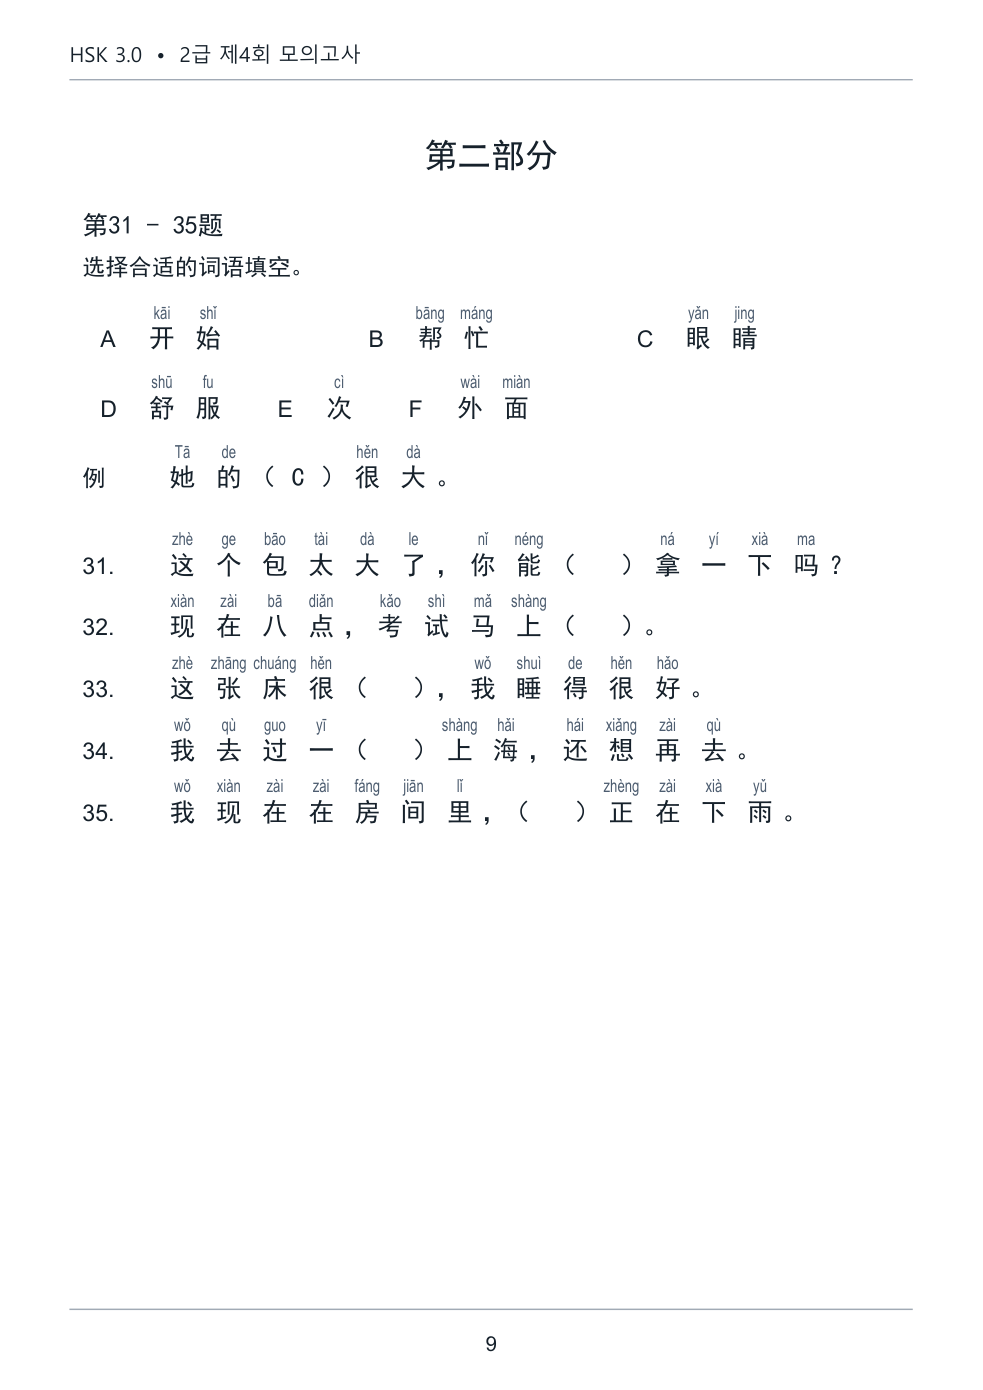 HSK 3.0 • 2급 제4회 모의고사
第二部分
第31 - 35题
选择合适的词语填空。
kāi shǐ bāng máng yǎn jing
A 开始 B 帮忙 C 眼睛
shū fu cì wài miàn
D 舒服 E 次 F 外面
Tā de hěn dà
例 她的（C）很大。
zhè ge bāo tài dà le nǐ néng ná yí xià ma
31. 这个包太大了，你能（ ）拿一下吗？
xiàn zài bā diǎn kǎo shì mǎ shàng
32. 现在八点，考试马上（ ）。
zhè zhāng chuáng hěn wǒ shuì de hěn hǎo
33. 这张床很（ ），我睡得很好。
wǒ qù guo yī shàng hǎi hái xiǎng zài qù
34. 我去过一（ ）上海，还想再去。
wǒ xiàn zài zài fáng jiān lǐ zhèng zài xià yǔ
35. 我现在在房间里，（ ）正在下雨。
9